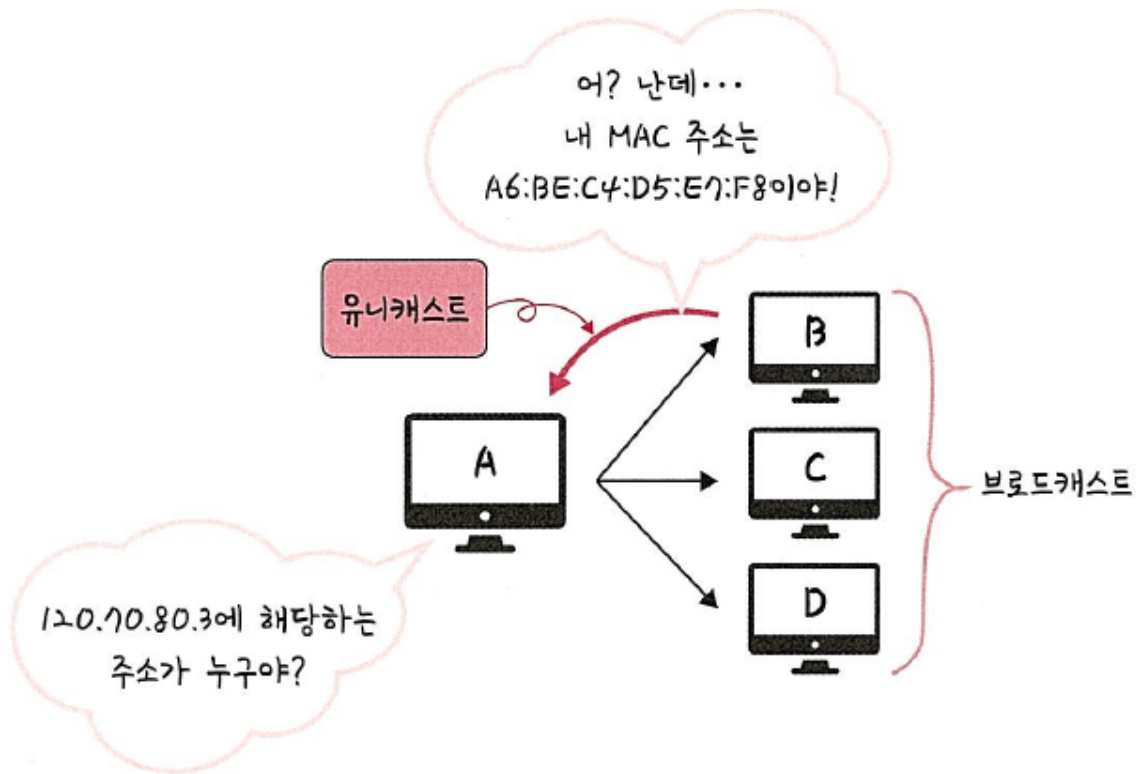 어? 난데···
내 MAC 주소는
A6:BE:C4:D5:E7:F8이야!
유니캐스트
B
A
C
브로드캐스트
D
120.70.80.3에 해당하는
주소가 누구야?